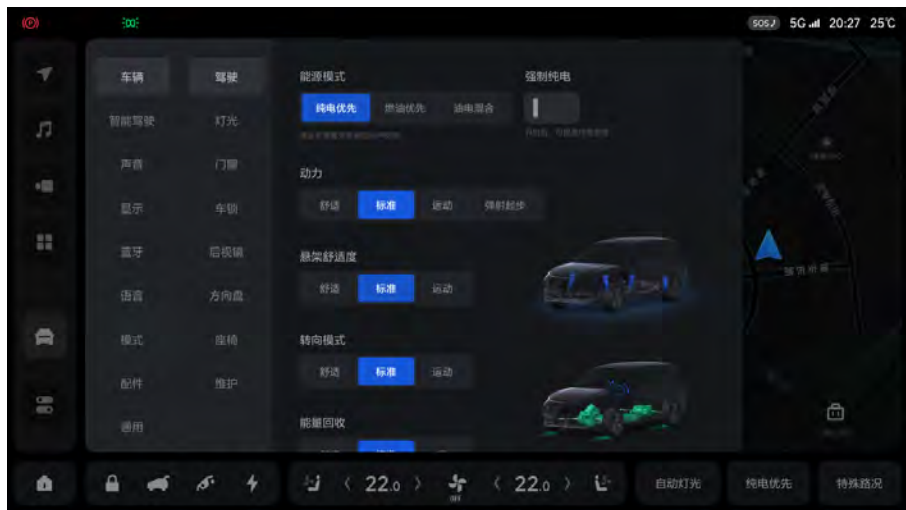 SOS 5G 20:27 25℃
车辆
智能驾驶
声音
显示
蓝牙
语言
模式
配件
通用
驾驶
灯光
门窗
车锁
后视镜
方向盘
座椅
维护
能源模式
纯电优先 燃油优先 油电混合
强制纯电
动力
舒适 标准 运动 弹射起步
悬架舒适度
舒适 标准 运动
转向模式
舒适 标准 运动
能量回收
22.0 OFF 22.0
自动灯光 纯电优先 特殊路况